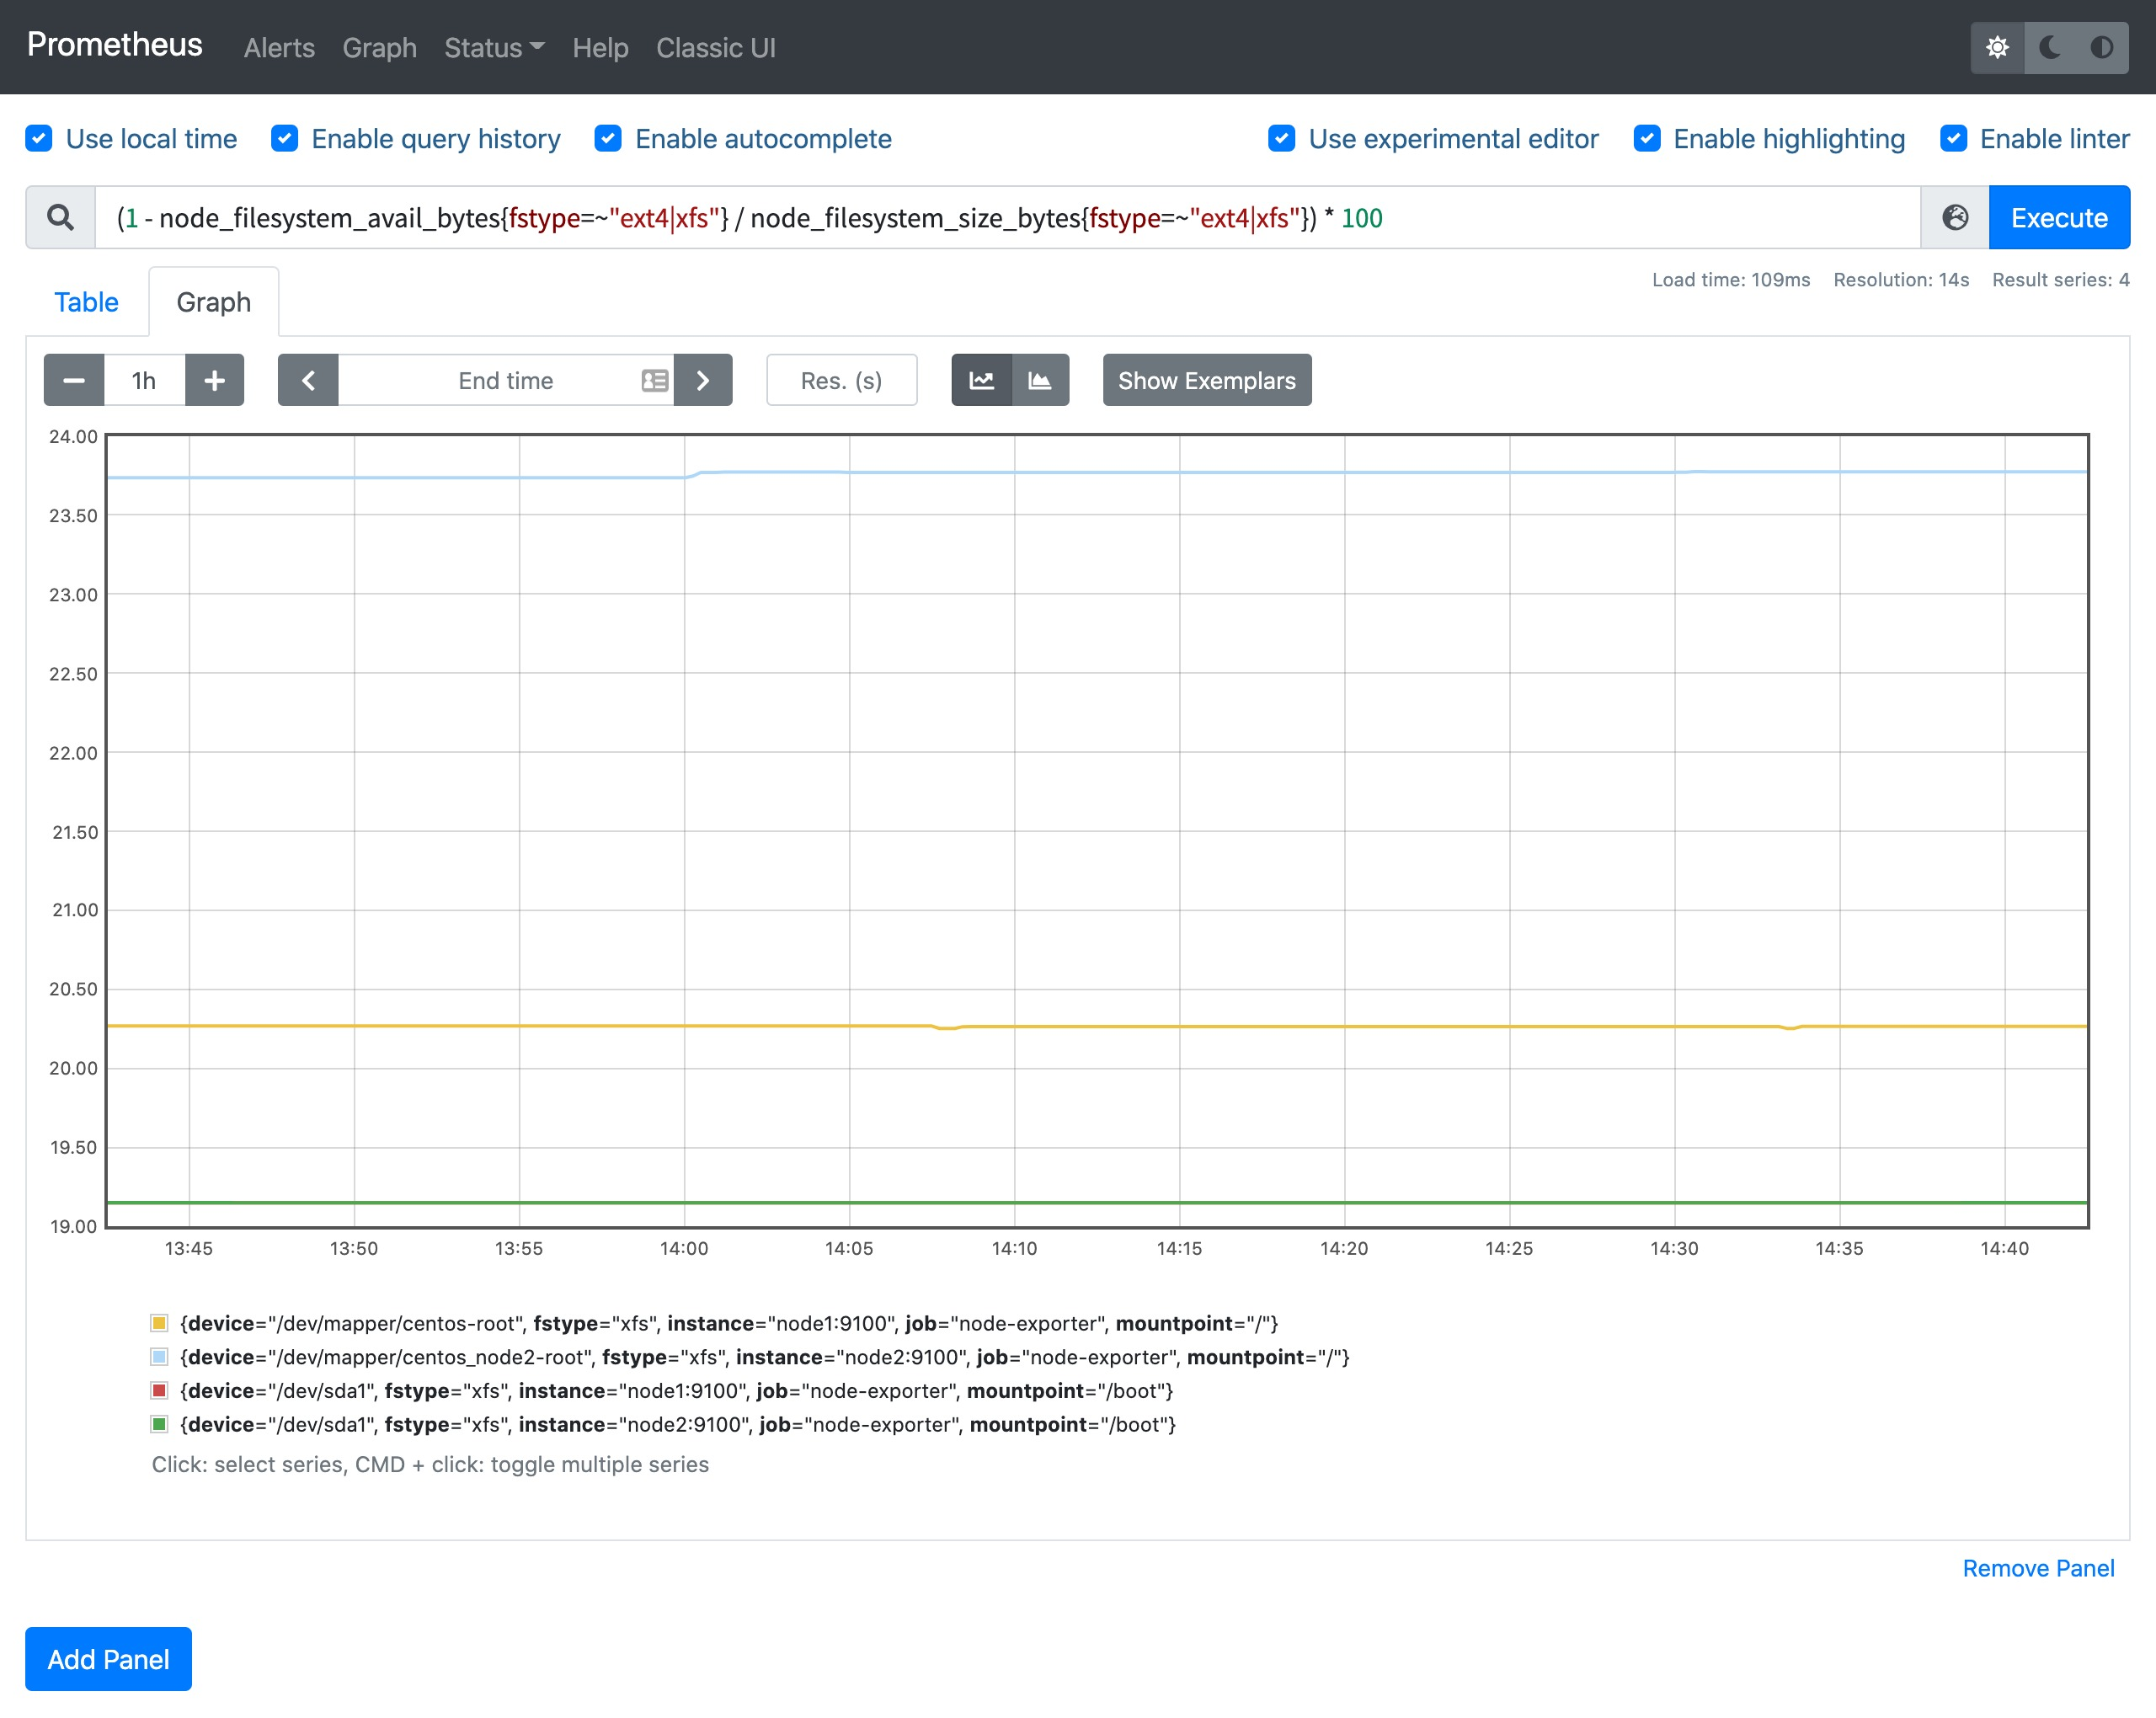 Prometheus Alerts Graph Status Help Classic UI
Use local time Enable query history Enable autocomplete Use experimental editor Enable highlighting Enable linter
(1 - node_filesystem_avail_bytes{fstype=~"ext4|xfs"} / node_filesystem_size_bytes{fstype=~"ext4|xfs"}) * 100 Execute
Load time: 109ms Resolution: 14s Result series: 4
Table Graph
1h End time Res. (s) Show Exemplars
24.00
23.50
23.00
22.50
22.00
21.50
21.00
20.50
20.00
19.50
19.00
13:45 13:50 13:55 14:00 14:05 14:10 14:15 14:20 14:25 14:30 14:35 14:40
{device="/dev/mapper/centos-root", fstype="xfs", instance="node1:9100", job="node-exporter", mountpoint="/"}
{device="/dev/mapper/centos_node2-root", fstype="xfs", instance="node2:9100", job="node-exporter", mountpoint="/"}
{device="/dev/sda1", fstype="xfs", instance="node1:9100", job="node-exporter", mountpoint="/boot"}
{device="/dev/sda1", fstype="xfs", instance="node2:9100", job="node-exporter", mountpoint="/boot"}
Click: select series, CMD + click: toggle multiple series
Remove Panel
Add Panel